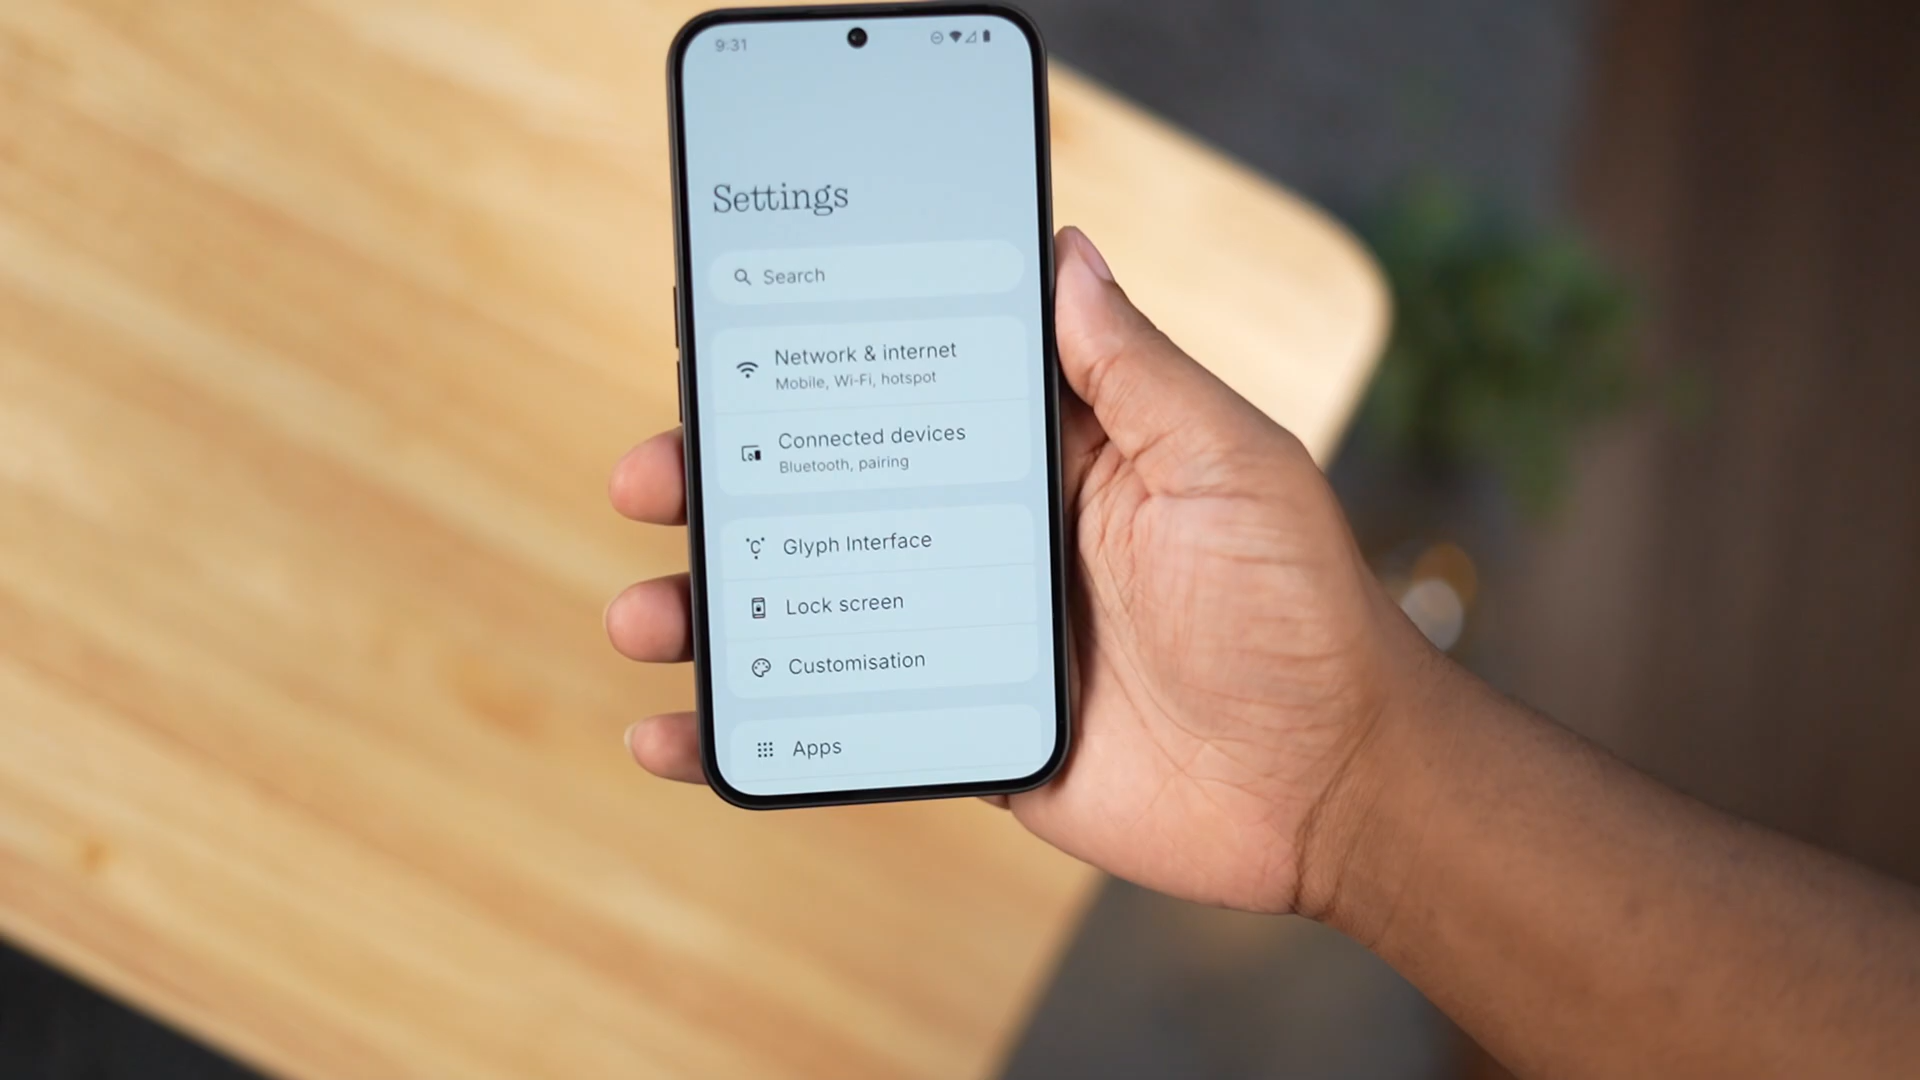 9:31
Settings
Search
Network & internet
Mobile, Wi-Fi, hotspot
Connected devices
Bluetooth, pairing
Glyph Interface
Lock screen
Customisation
Apps